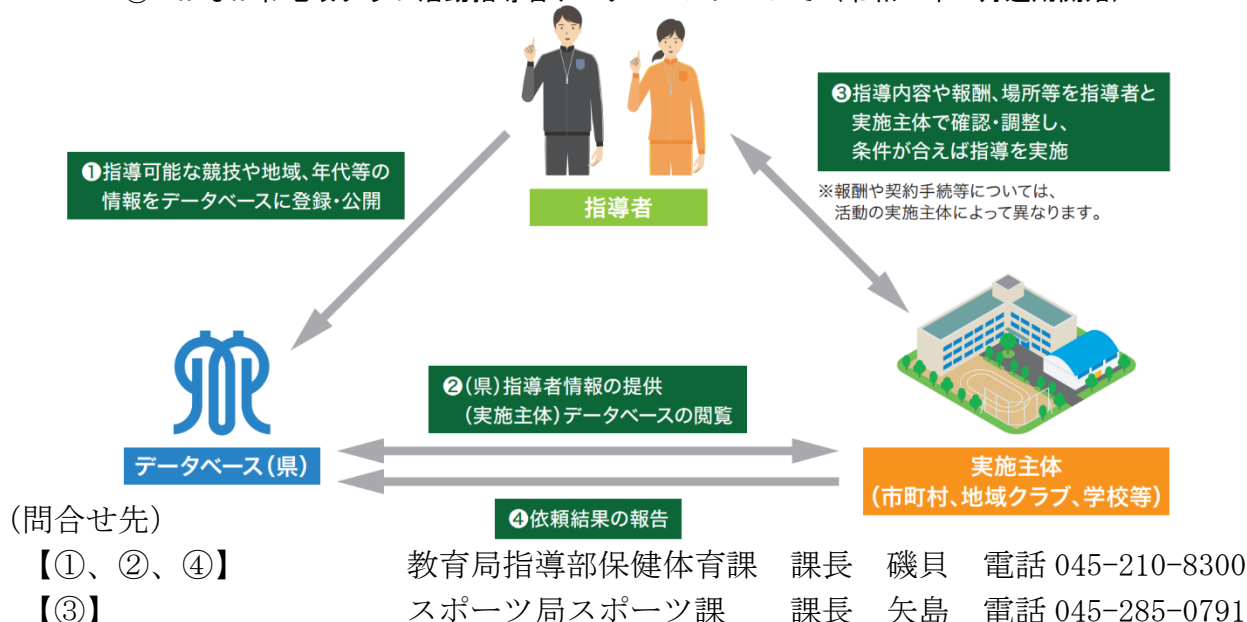 指導者
❸指導内容や報酬、場所等を指導者と
実施主体で確認・調整し、
条件が合えば指導を実施
※報酬や契約手続等については、
活動の実施主体によって異なります。
❶指導可能な競技や地域、年代等の
情報をデータベースに登録・公開
❷(県)指導者情報の提供
(実施主体)データベースの閲覧
データベース(県)
実施主体
(市町村、地域クラブ、学校等)
❹依頼結果の報告
(問合せ先)
【①、②、④】 教育局指導部保健体育課 課長 磯貝 電話 045-210-8300
【③】 スポーツ局スポーツ課 課長 矢島 電話 045-285-0791